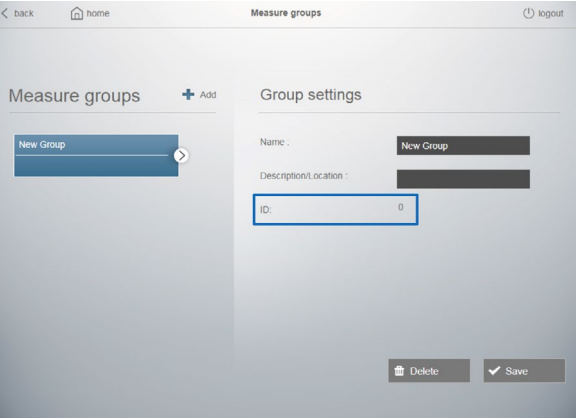 back home Measure groups logout
Measure groups Add
Group settings
New Group
Name : New Group
Description/Location :
ID: 0
Delete Save